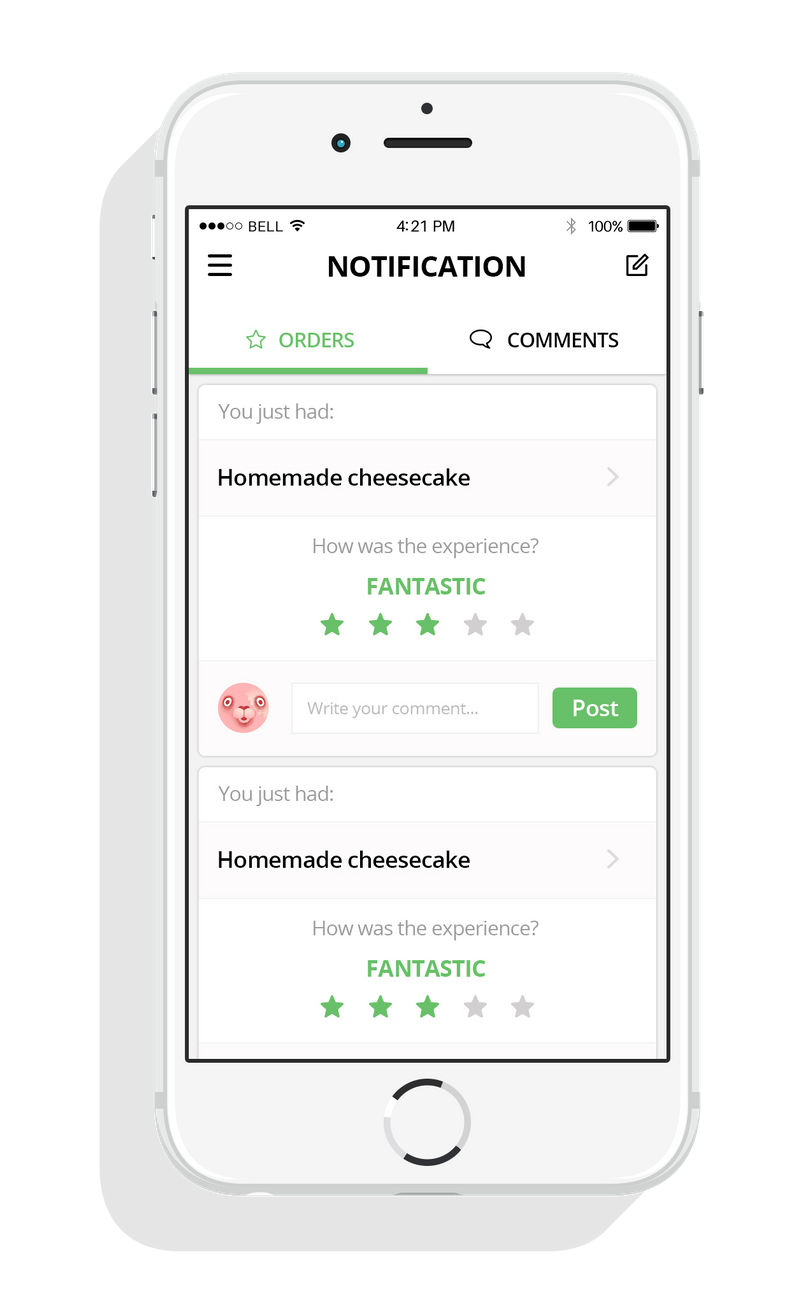 BELL 4:21 PM 100%
NOTIFICATION
ORDERS COMMENTS
You just had:
Homemade cheesecake
How was the experience?
FANTASTIC
Write your comment... Post
You just had:
Homemade cheesecake
How was the experience?
FANTASTIC